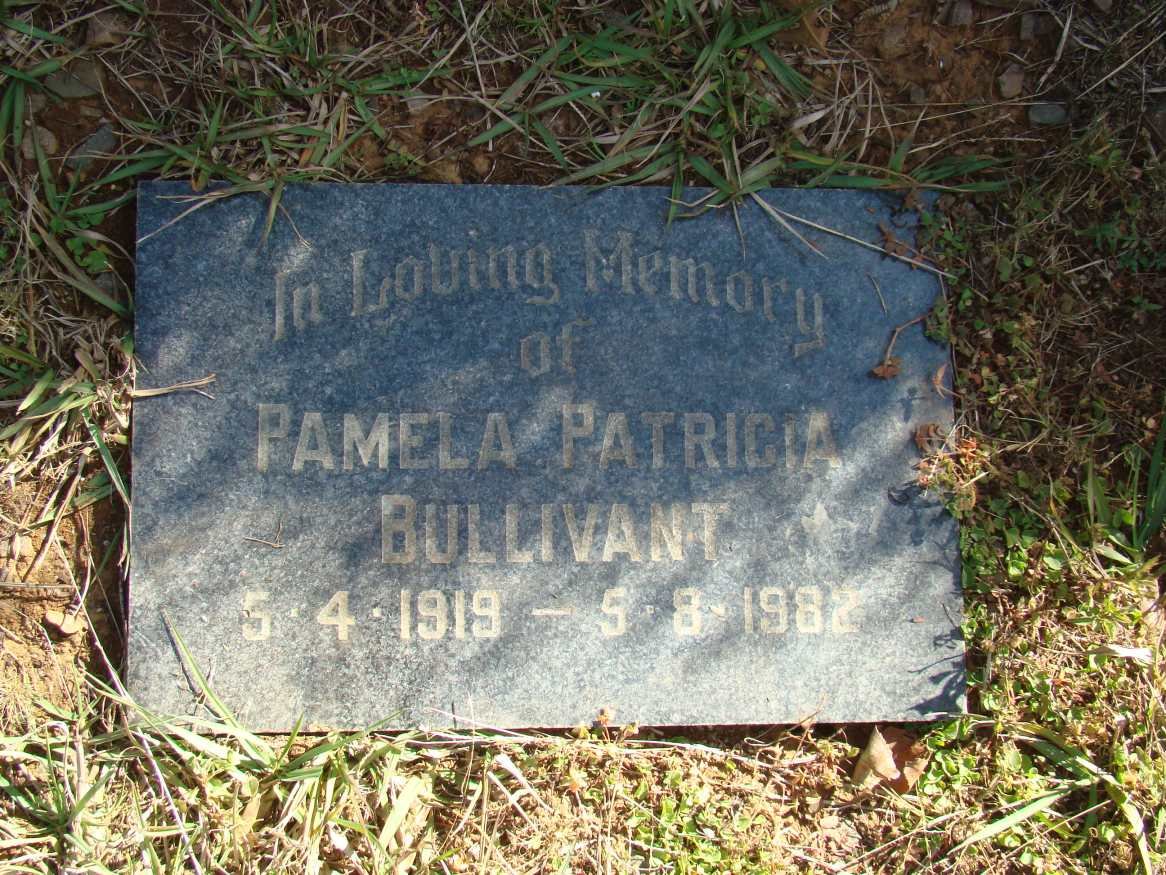 In Loving Memory
of
PAMELA PATRICIA
BULLIVANT
5·4·1919 – 5·8·1982